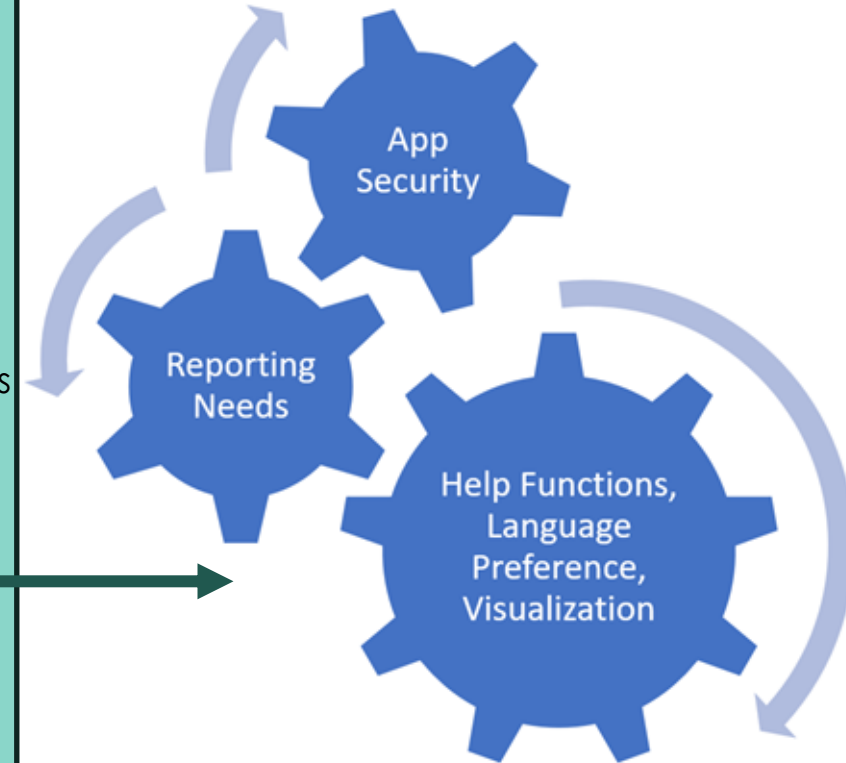 App
Security
Reporting
Needs
s
Help Functions,
Language
Preference,
Visualization